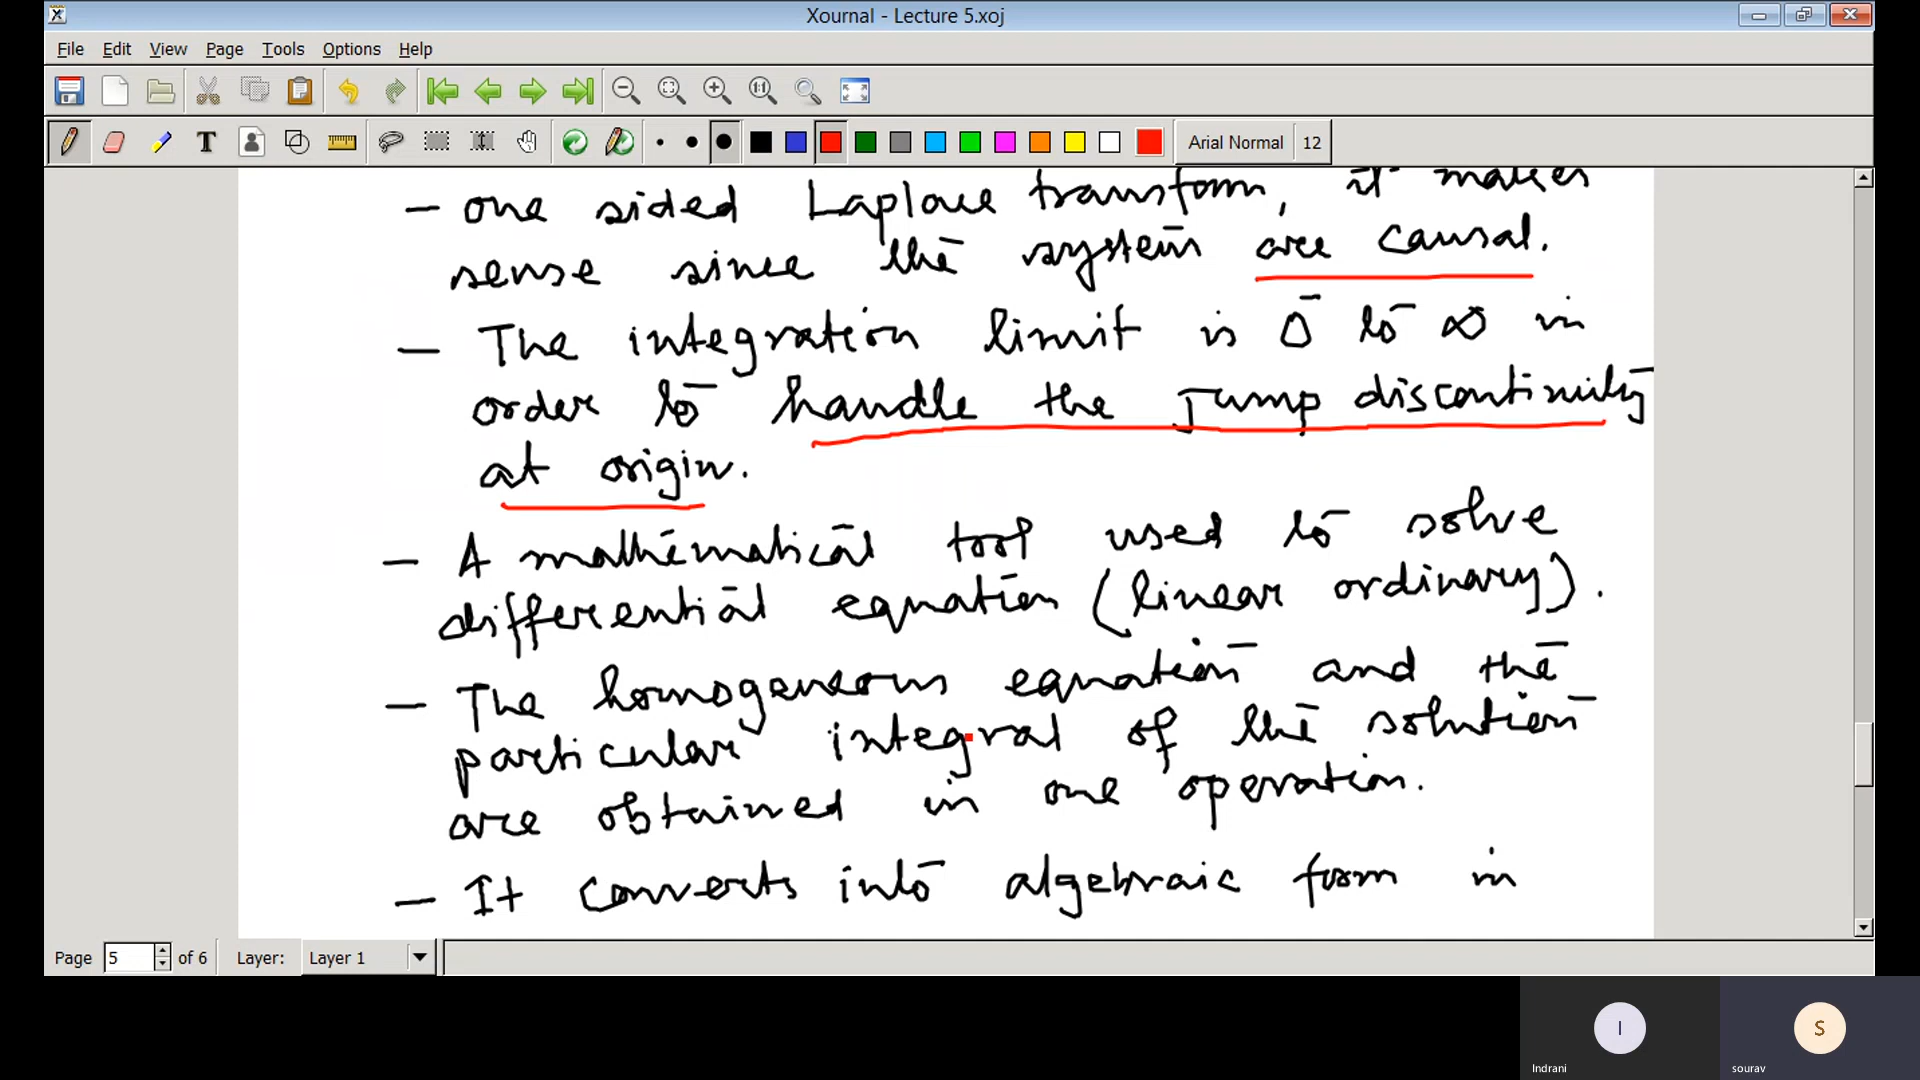 Xournal - Lecture 5.xoj
File Edit View Page Tools Options Help
Arial Normal 12
- one sided Laplace transform, it makes
sense since the system are causal.
- The integration limit is 0⁻ to ∞ in
order to handle the jump discontinuity
at origin.
- A mathematical tool used to solve
differential equation (linear ordinary).
- The homogeneous equation and the
particular integral of the solution
are obtained in one operation.
- It converts into algebraic form in
Page 5 of 6 Layer: Layer 1
I S
Indrani sourav